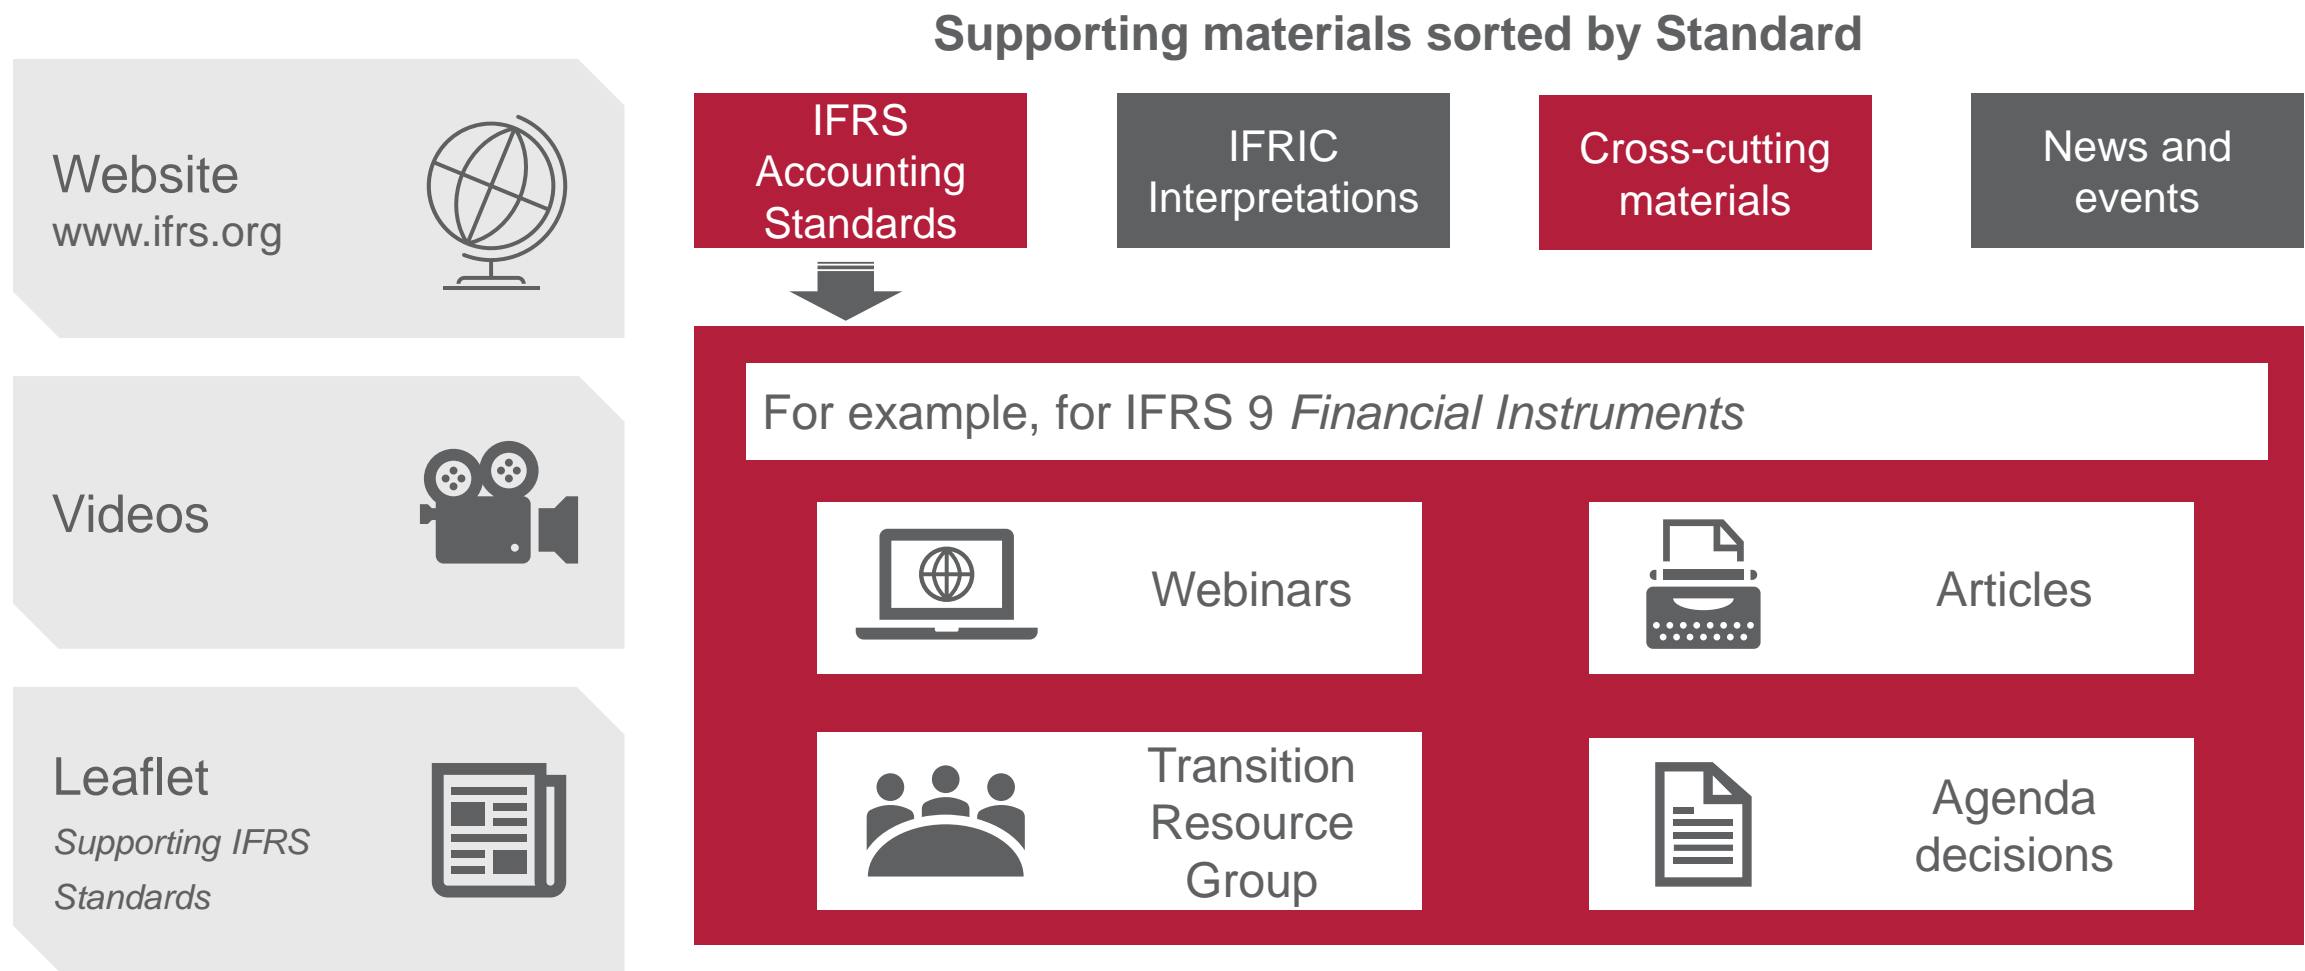 Supporting materials sorted by Standard
Website
www.ifrs.org
Videos
Leaflet
Supporting IFRS
Standards
IFRS
Accounting
Standards
IFRIC
Interpretations
Cross-cutting
materials
News and
events
For example, for IFRS 9 Financial Instruments
Webinars
Articles
Transition
Resource
Group
Agenda
decisions